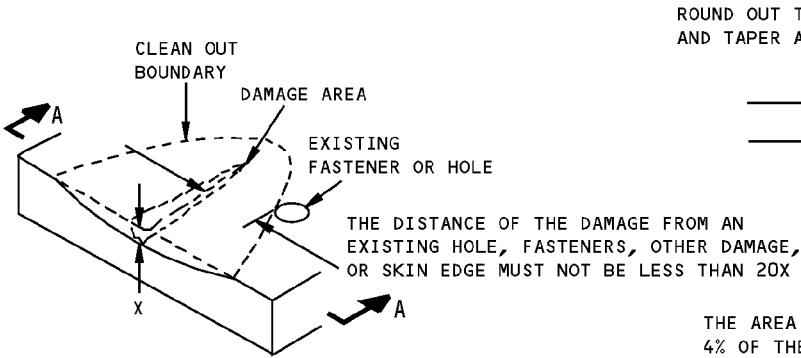 ROUND OUT
AND TAPER
CLEAN OUT
BOUNDARY
DAMAGE AREA
A
EXISTING
FASTENER OR HOLE
THE DISTANCE OF THE DAMAGE FROM AN
EXISTING HOLE, FASTENERS, OTHER DAMAGE,
OR SKIN EDGE MUST NOT BE LESS THAN 20X
X
A
THE AREA
4% OF THE